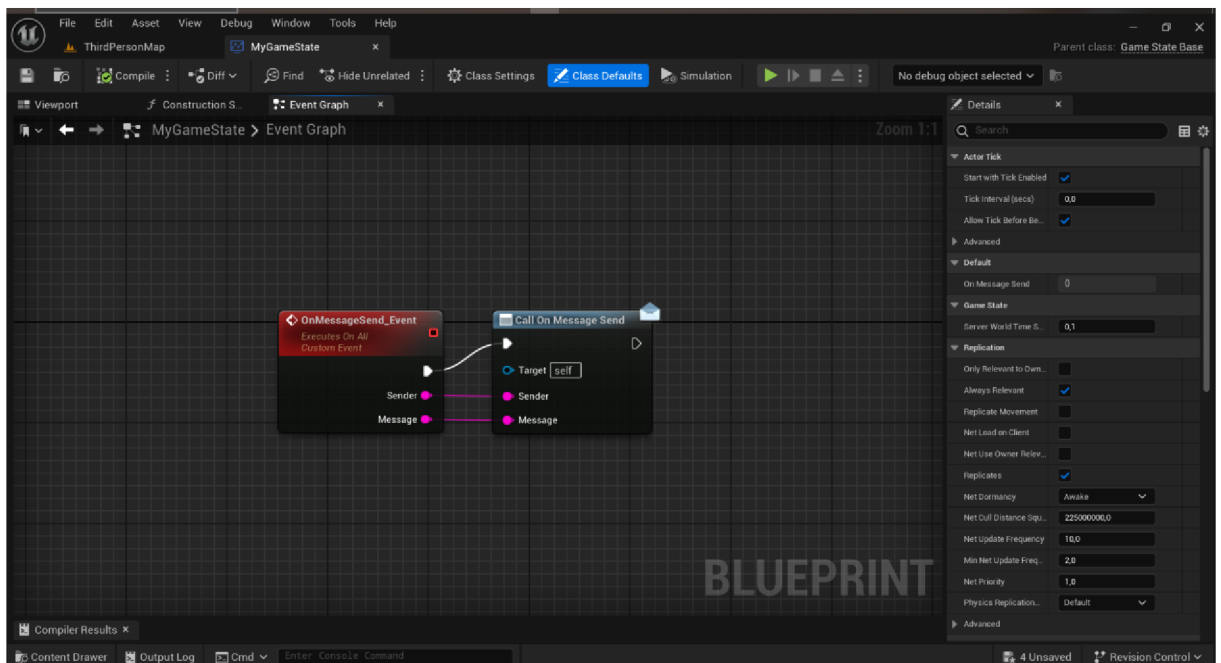 File Edit Asset View Debug Window Tools Help
ThirdPersonMap MyGameState × Parent class: Game State Base
Compile Diff Find Hide Unrelated Class Settings Class Defaults Simulation No debug object selected
Viewport Construction S... Event Graph × Details ×
MyGameState > Event Graph Zoom 1:1 Search
Actor Tick
Start with Tick Enabled
Tick Interval (secs) 0,0
Allow Tick Before Be...
Advanced
Default
On Message Send 0
Game State
Server World Time S... 0,1
Replication
Only Relevant to Own...
Always Relevant
Replicate Movement
Net Load on Client
Net Use Owner Relev...
Replicates
Net Dormancy Awake
Net Cull Distance Squ... 225000000,0
Net Update Frequency 10,0
Min Net Update Freq... 2,0
Net Priority 1,0
Physics Replication... Default
Advanced
OnMessageSend_Event
Executes On All
Custom Event
Sender
Message
Call On Message Send
Target self
Sender
Message
BLUEPRINT
Compiler Results ×
Content Drawer Output Log Cmd Enter Console Command 4 Unsaved Revision Control